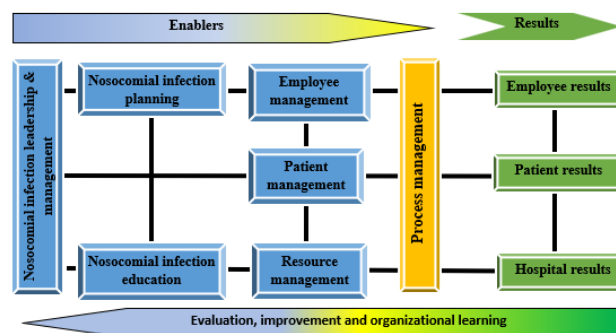 Enablers
Results
Nosocomial infection leadership &
management
Nosocomial infection
planning
Nosocomial infection
education
Employee
management
Patient
management
Resource
management
Process management
Employee results
Patient results
Hospital results
Evaluation, improvement and organizational learning